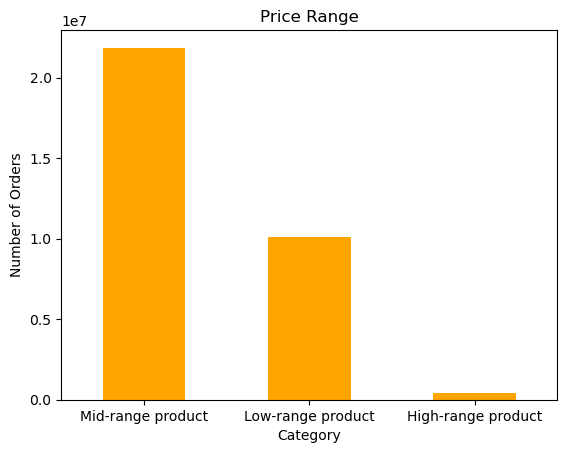 Price Range
1e7
2.0
1.5
1.0
0.5
0.0
Number of Orders
Mid-range product Low-range product High-range product
Category